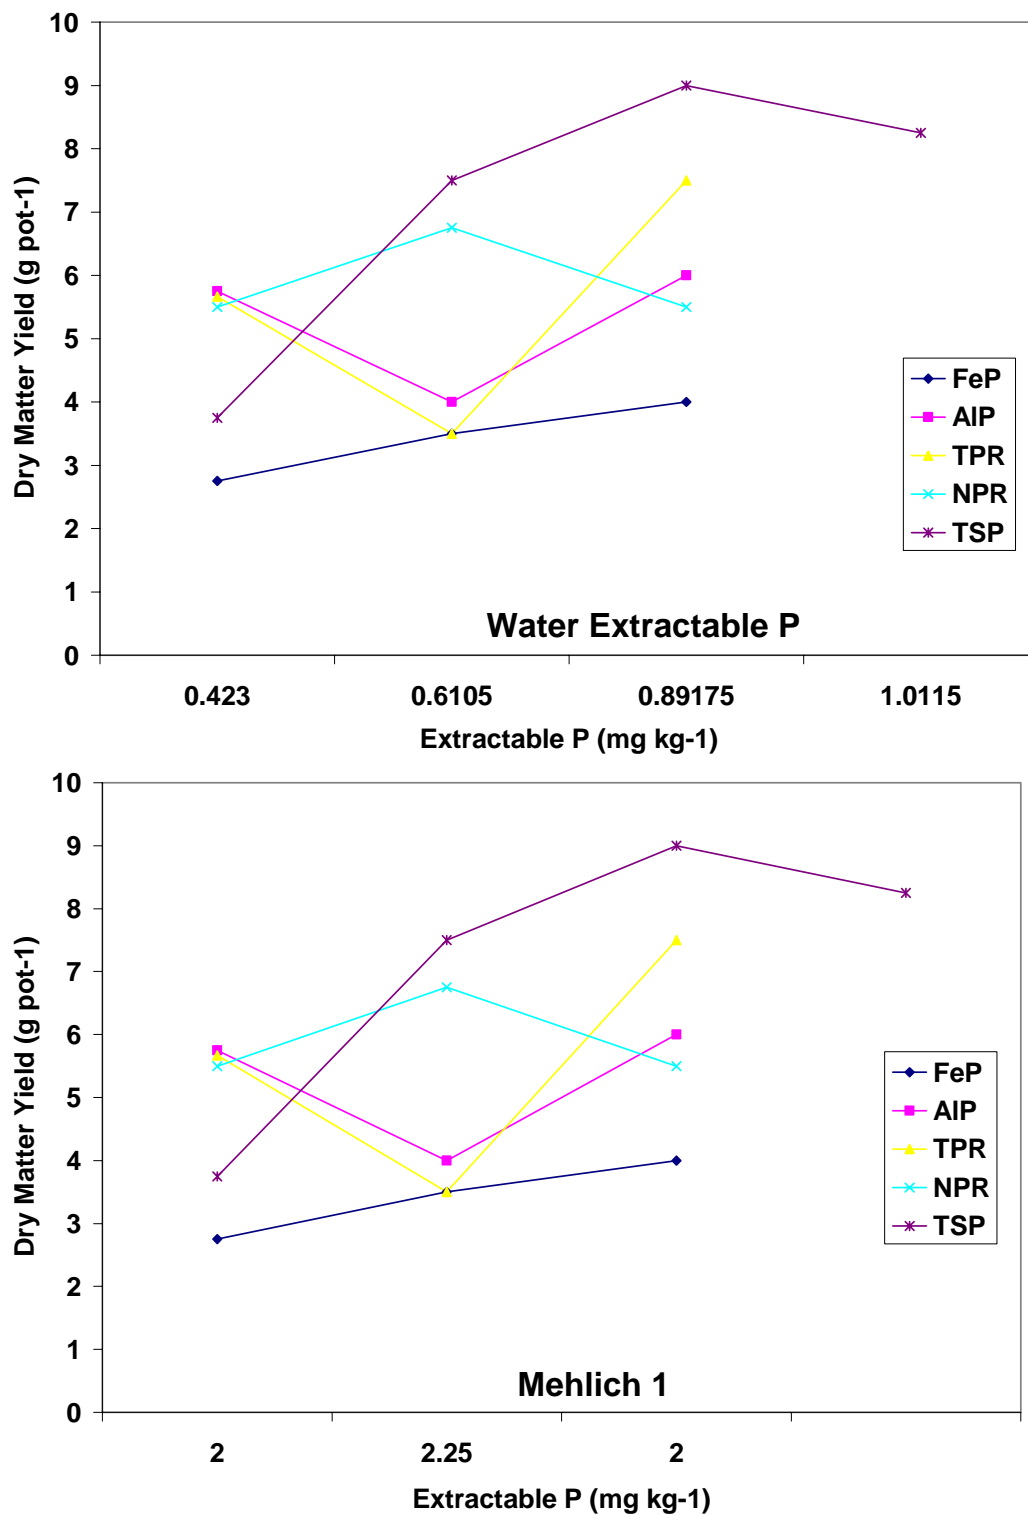 10
9
8
7
6
5
4
3
2
1
0
Dry Matter Yield (g pot-1)
FeP
AlP
TPR
NPR
TSP
Water Extractable P
0.423 0.6105 0.89175 1.0115
Extractable P (mg kg-1)
10
9
8
7
6
5
4
3
2
1
0
Dry Matter Yield (g pot-1)
FeP
AlP
TPR
NPR
TSP
Mehlich 1
2 2.25 2
Extractable P (mg kg-1)